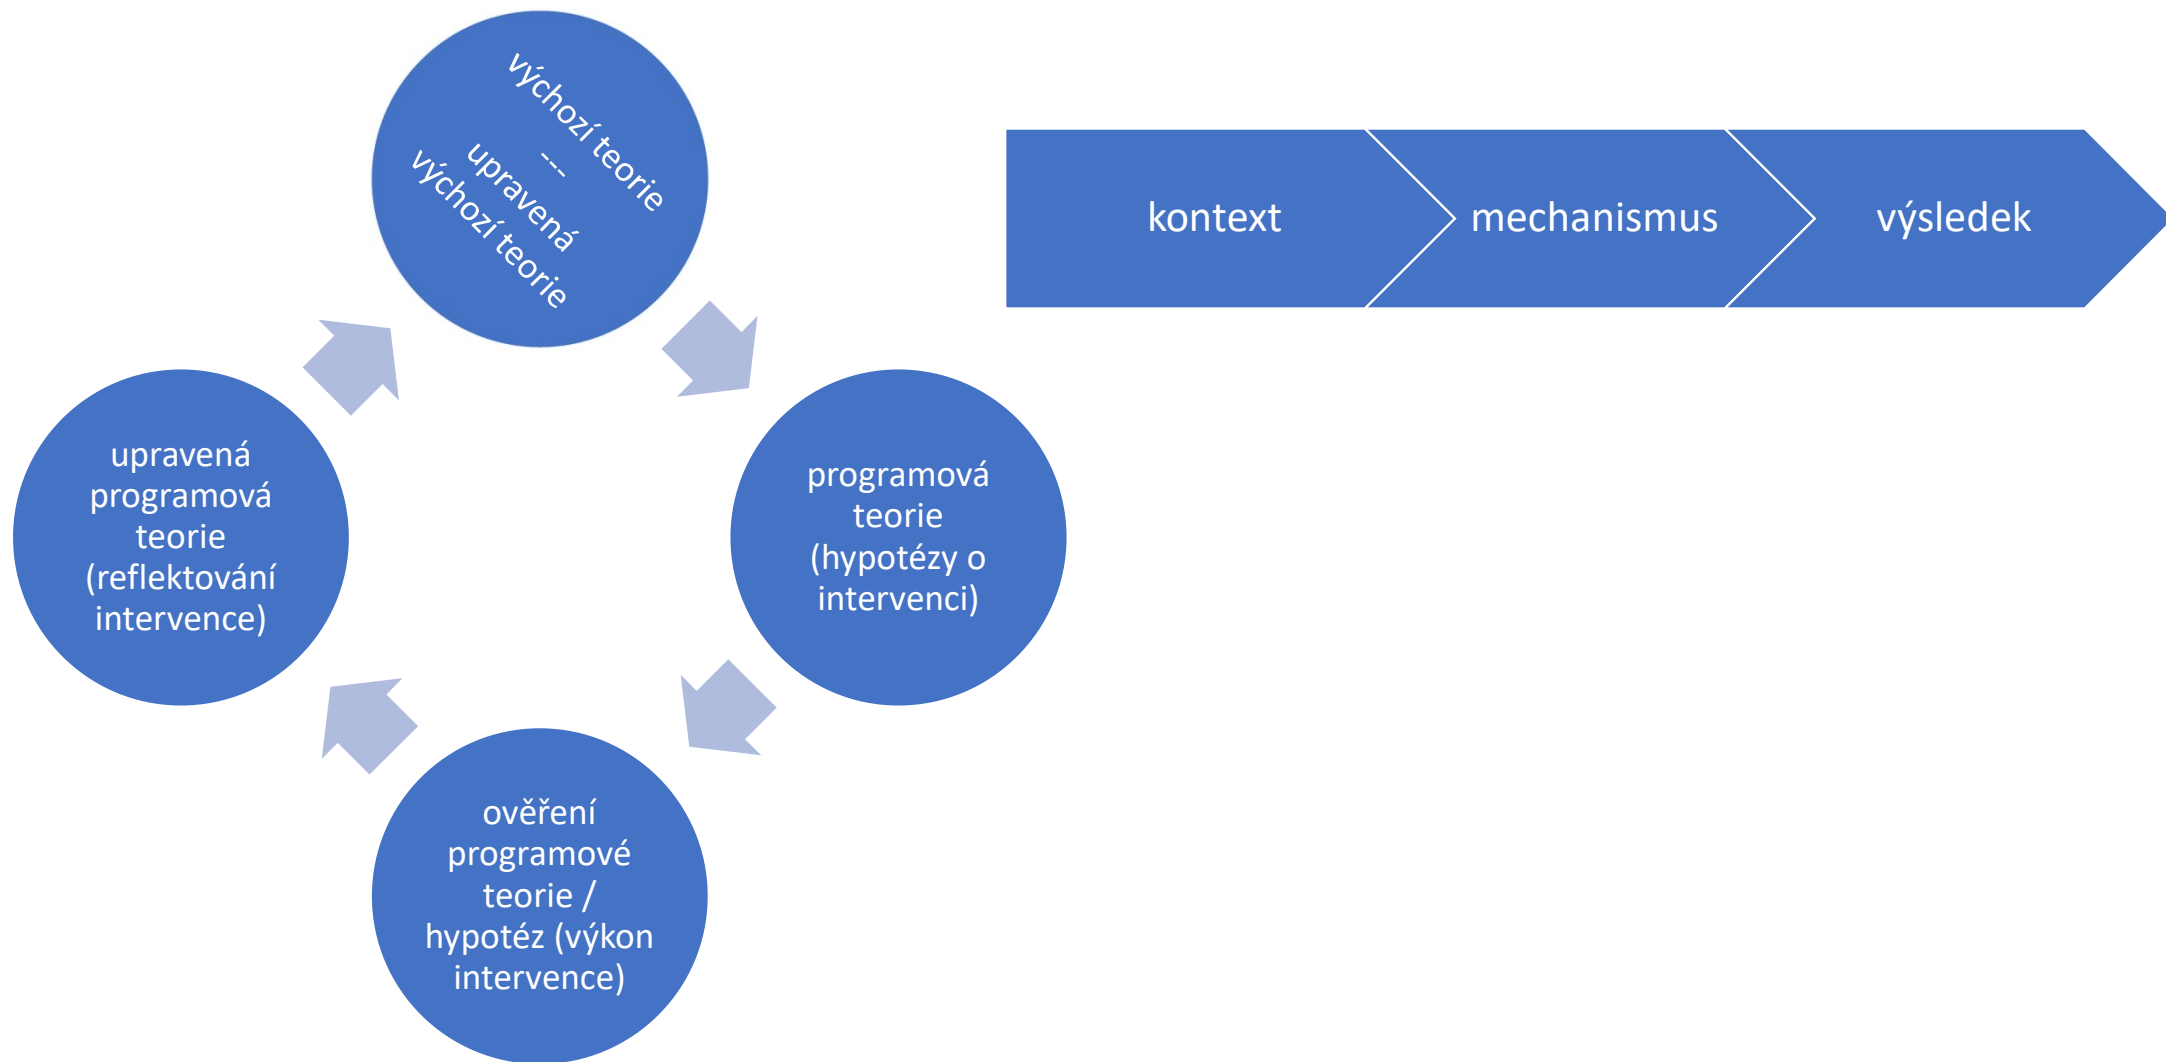 výchozí teorie
---
upravená
výchozí teorie
kontext
mechanismus
výsledek
upravená
programová
teorie
(reflektování
intervence)
programová
teorie
(hypotézy o
intervenci)
ověření
programové
teorie /
hypotéz (výkon
intervence)